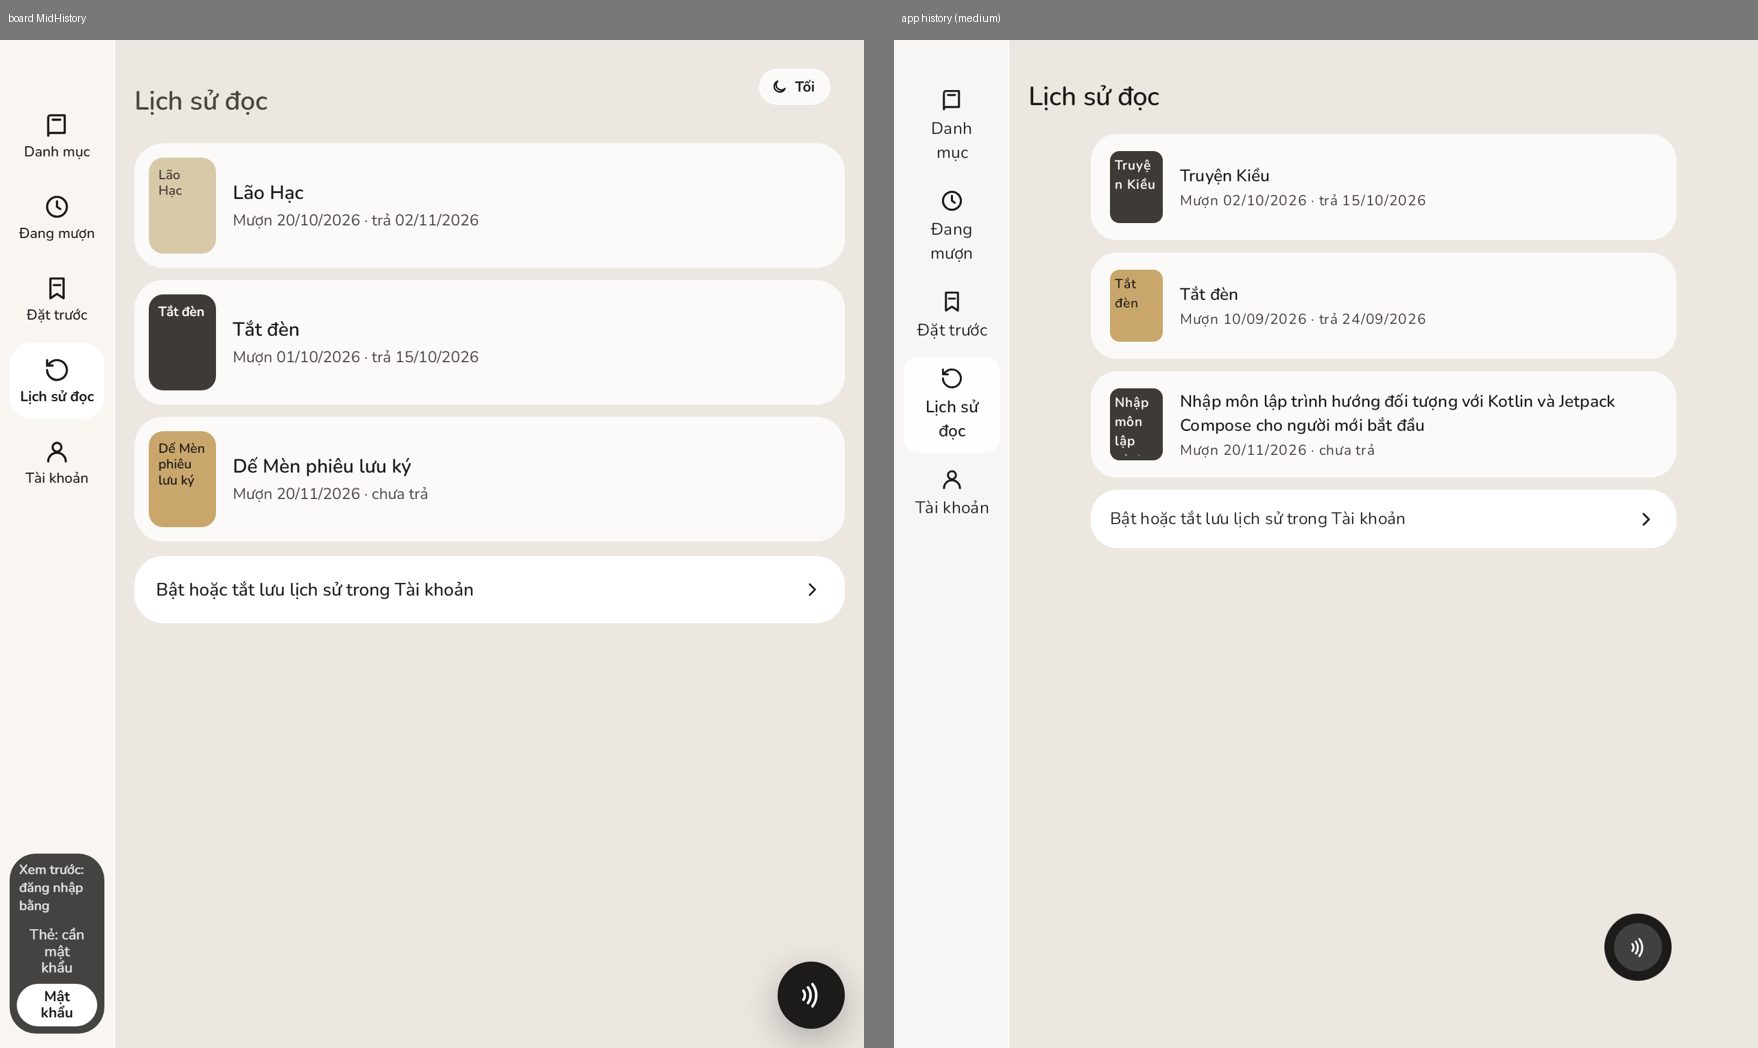 board MidHistory
Danh mục
Đang mượn
Đặt trước
Lịch sử đọc
Tài khoản
Xem trước:
đăng nhập
bằng
Thẻ: cần
mật
khẩu
Mật
khẩu
Lịch sử đọc
Tối
Lão
Hạc
Lão Hạc
Mượn 20/10/2026 · trả 02/11/2026
Tắt đèn
Tắt đèn
Mượn 01/10/2026 · trả 15/10/2026
Dế Mèn
phiêu
lưu ký
Dế Mèn phiêu lưu ký
Mượn 20/11/2026 · chưa trả
Bật hoặc tắt lưu lịch sử trong Tài khoản
app history (medium)
Danh
mục
Đang
mượn
Đặt trước
Lịch sử
đọc
Tài khoản
Lịch sử đọc
Truyệ
n Kiều
Truyện Kiều
Mượn 02/10/2026 · trả 15/10/2026
Tắt
đèn
Tắt đèn
Mượn 10/09/2026 · trả 24/09/2026
Nhập
môn
lập
Nhập môn lập trình hướng đối tượng với Kotlin và Jetpack
Compose cho người mới bắt đầu
Mượn 20/11/2026 · chưa trả
Bật hoặc tắt lưu lịch sử trong Tài khoản